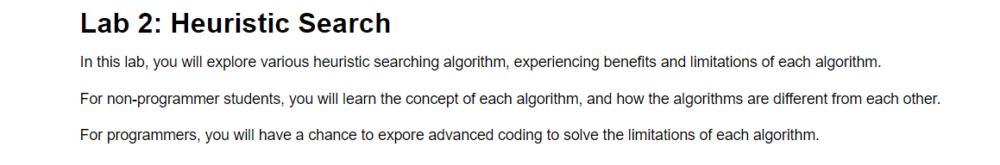 Lab 2: Heuristic Search
In this lab, you will explore various heuristic searching algorithm, experiencing benefits and limitations of each algorithm.
For non-programmer students, you will learn the concept of each algorithm, and how the algorithms are different from each other.
For programmers, you will have a chance to expore advanced coding to solve the limitations of each algorithm.